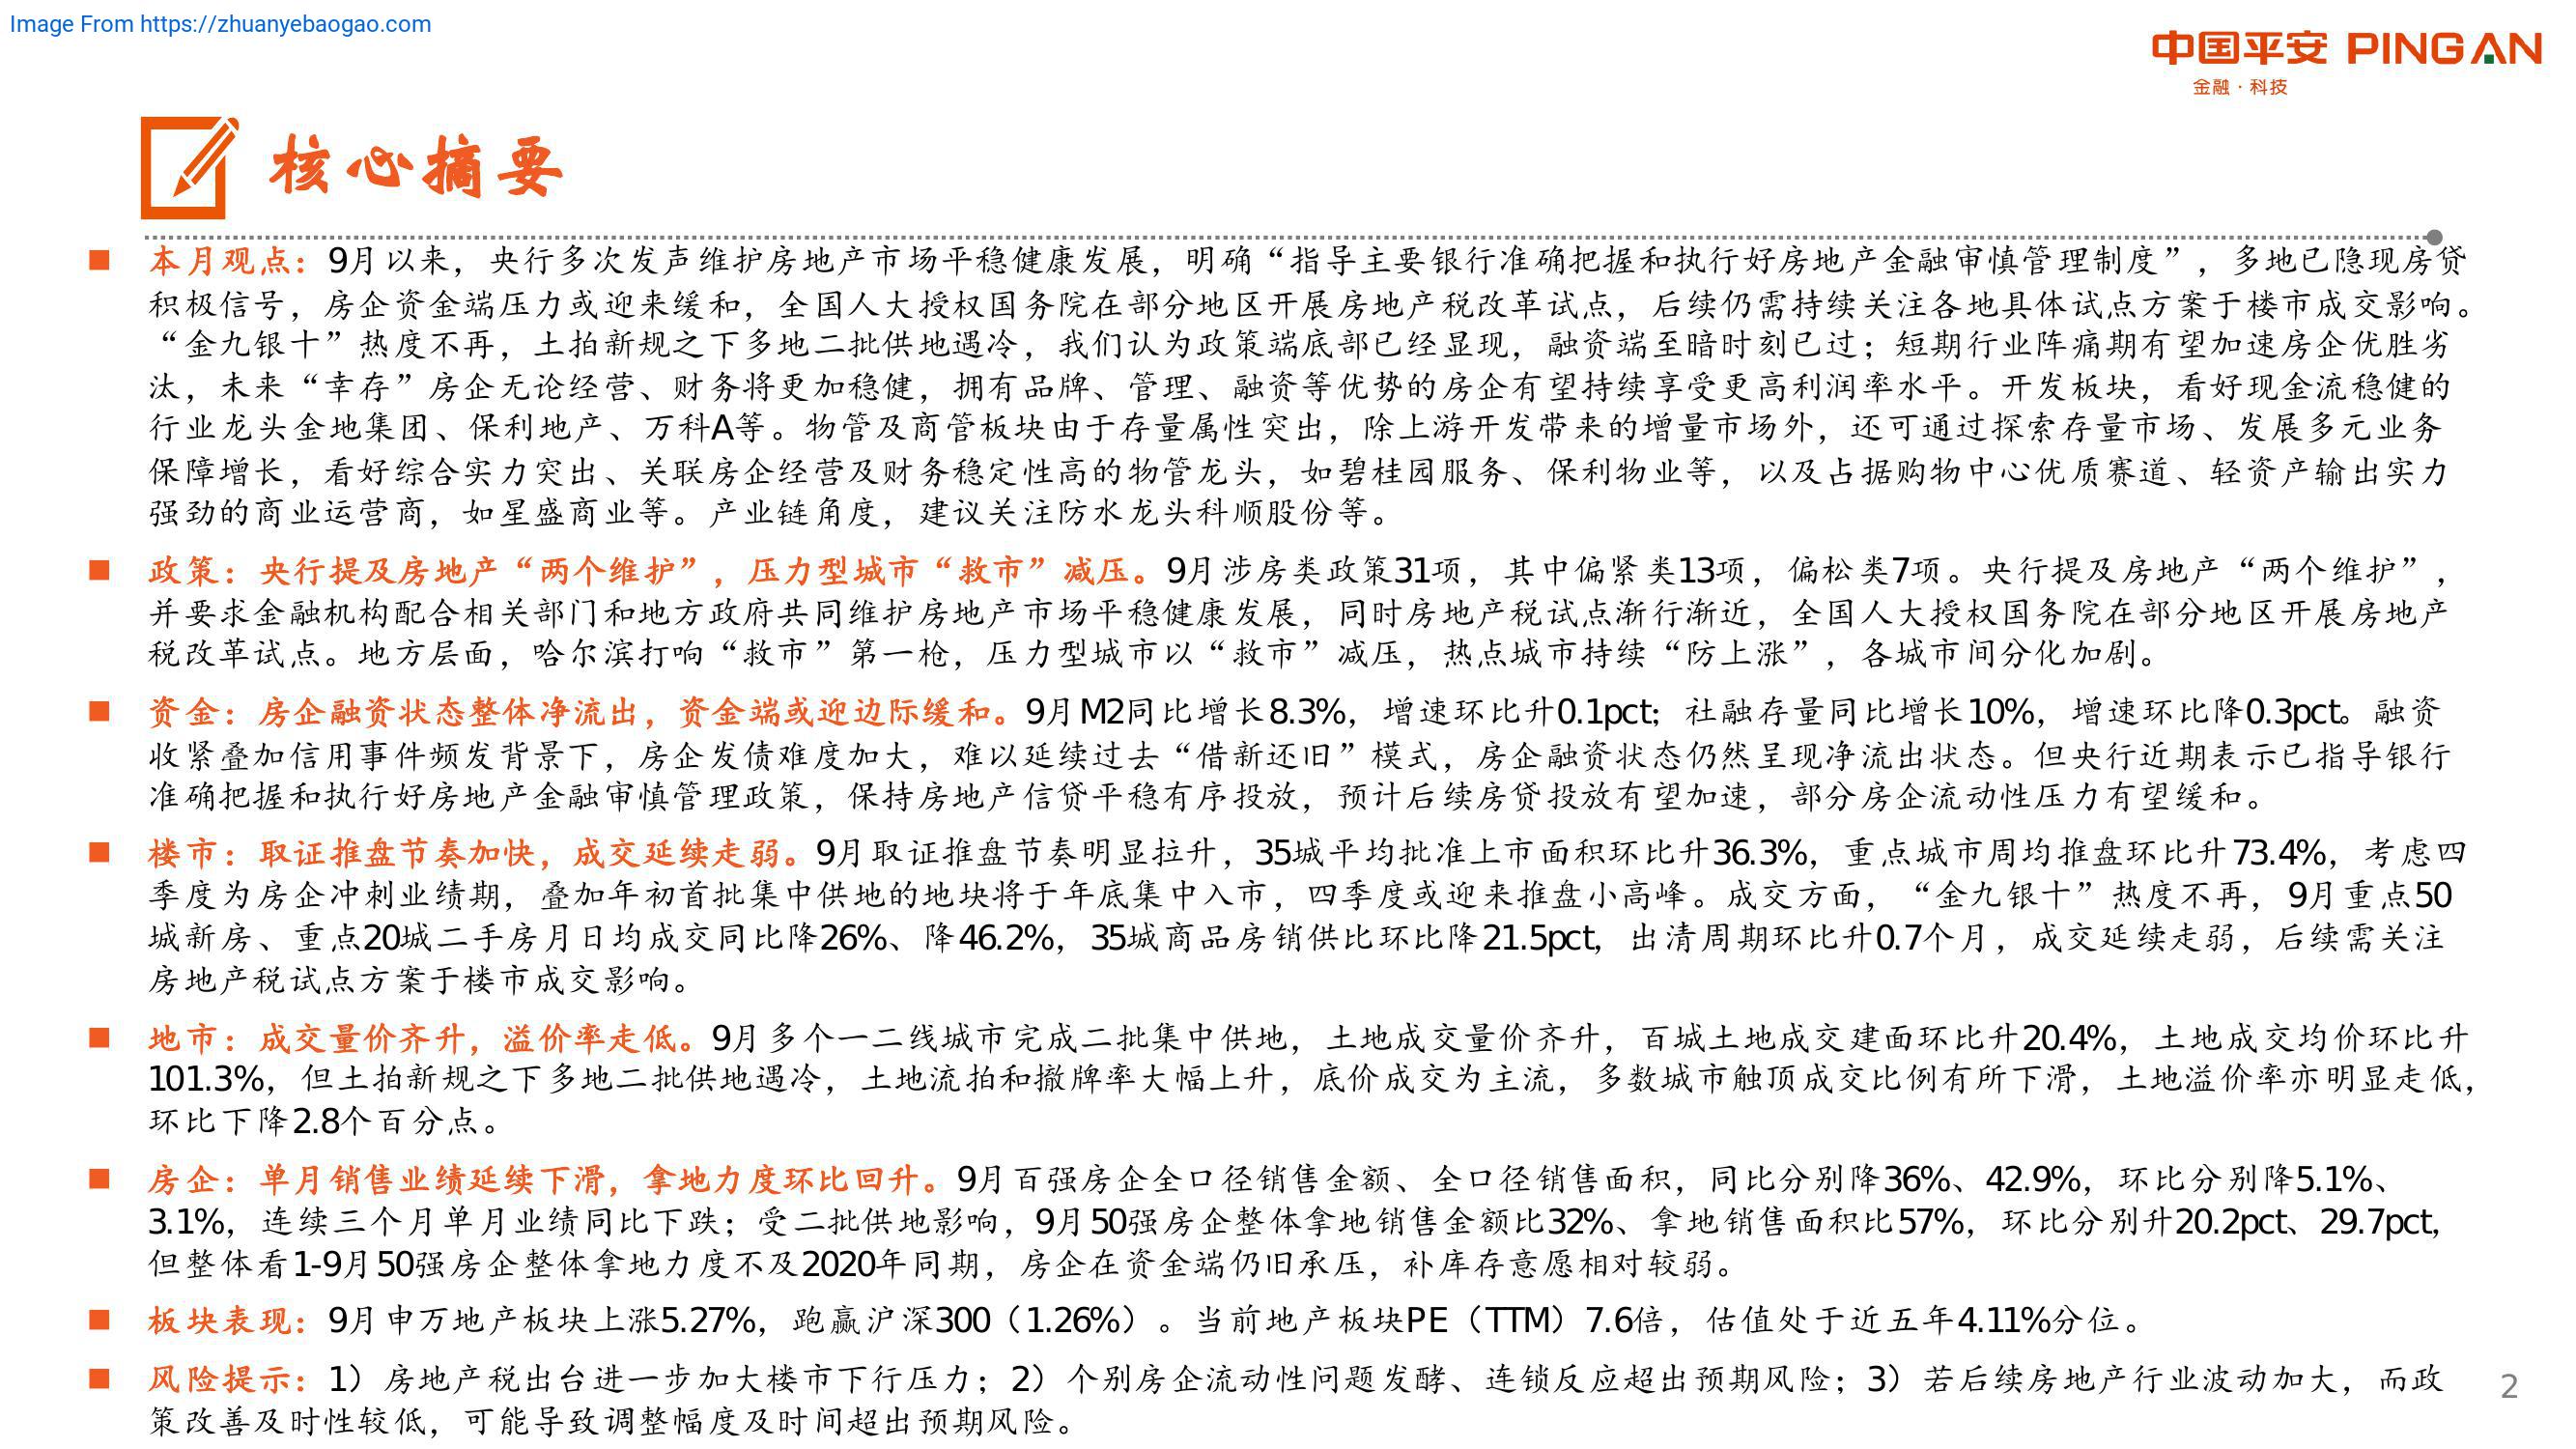 Image From https://zhuanyebaogao.com
中国平安 PINGAN
金融·科技
核心摘要
■ 本月观点：9月以来，央行多次发声维护房地产市场平稳健康发展，明确“指导主要银行准确把握和执行好房地产金融审慎管理制度”，多地已隐现房贷
积极信号，房企资金端压力或迎来缓和，全国人大授权国务院在部分地区开展房地产税改革试点，后续仍需持续关注各地具体试点方案于楼市成交影响。
“金九银十”热度不再，土拍新规之下多地二批供地遇冷，我们认为政策端底部已经显现，融资端至暗时刻已过；短期行业阵痛期有望加速房企优胜劣
汰，未来“幸存”房企无论经营、财务将更加稳健，拥有品牌、管理、融资等优势的房企有望持续享受更高利润率水平。开发板块，看好现金流稳健的
行业龙头金地集团、保利地产、万科A等。物管及商管板块由于存量属性突出，除上游开发带来的增量市场外，还可通过探索存量市场、发展多元业务
保障增长，看好综合实力突出、关联房企经营及财务稳定性高的物管龙头，如碧桂园服务、保利物业等，以及占据购物中心优质赛道、轻资产输出实力
强劲的商业运营商，如星盛商业等。产业链角度，建议关注防水龙头科顺股份等。
■ 政策：央行提及房地产“两个维护”，压力型城市“救市”减压。9月涉房类政策31项，其中偏紧类13项，偏松类7项。央行提及房地产“两个维护”，
并要求金融机构配合相关部门和地方政府共同维护房地产市场平稳健康发展，同时房地产税试点渐行渐近，全国人大授权国务院在部分地区开展房地产
税改革试点。地方层面，哈尔滨打响“救市”第一枪，压力型城市以“救市”减压，热点城市持续“防上涨”，各城市间分化加剧。
■ 资金：房企融资状态整体净流出，资金端或迎边际缓和。9月M2同比增长8.3%，增速环比升0.1pct；社融存量同比增长10%，增速环比降0.3pct。融资
收紧叠加信用事件频发背景下，房企发债难度加大，难以延续过去“借新还旧”模式，房企融资状态仍然呈现净流出状态。但央行近期表示已指导银行
准确把握和执行好房地产金融审慎管理政策，保持房地产信贷平稳有序投放，预计后续房贷投放有望加速，部分房企流动性压力有望缓和。
■ 楼市：取证推盘节奏加快，成交延续走弱。9月取证推盘节奏明显拉升，35城平均批准上市面积环比升36.3%，重点城市周均推盘环比升73.4%，考虑四
季度为房企冲刺业绩期，叠加年初首批集中供地的地块将于年底集中入市，四季度或迎来推盘小高峰。成交方面，“金九银十”热度不再，9月重点50
城新房、重点20城二手房月日均成交同比降26%、降46.2%，35城商品房销供比环比降21.5pct，出清周期环比升0.7个月，成交延续走弱，后续需关注
房地产税试点方案于楼市成交影响。
■ 地市：成交量价齐升，溢价率走低。9月多个一二线城市完成二批集中供地，土地成交量价齐升，百城土地成交建面环比升20.4%，土地成交均价环比升
101.3%，但土拍新规之下多地二批供地遇冷，土地流拍和撤牌率大幅上升，底价成交为主流，多数城市触顶成交比例有所下滑，土地溢价率亦明显走低，
环比下降2.8个百分点。
■ 房企：单月销售业绩延续下滑，拿地力度环比回升。9月百强房企全口径销售金额、全口径销售面积，同比分别降36%、42.9%，环比分别降5.1%、
3.1%，连续三个月单月业绩同比下跌；受二批供地影响，9月50强房企整体拿地销售金额比32%、拿地销售面积比57%，环比分别升20.2pct、29.7pct，
但整体看1-9月50强房企整体拿地力度不及2020年同期，房企在资金端仍旧承压，补库存意愿相对较弱。
■ 板块表现：9月申万地产板块上涨5.27%，跑赢沪深300（1.26%）。当前地产板块PE（TTM）7.6倍，估值处于近五年4.11%分位。
■ 风险提示：1）房地产税出台进一步加大楼市下行压力；2）个别房企流动性问题发酵、连锁反应超出预期风险；3）若后续房地产行业波动加大，而政
策改善及时性较低，可能导致调整幅度及时间超出预期风险。
2